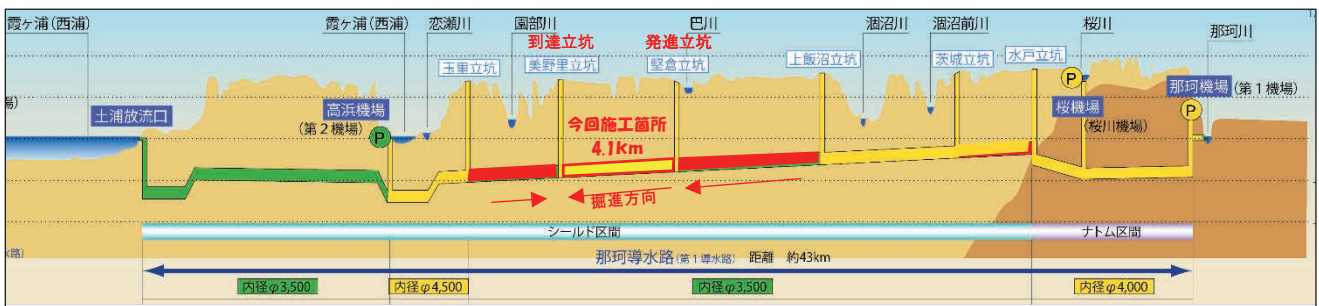 霞ヶ浦(西浦)
霞ヶ浦(西浦)
恋瀬川
園部川
巴川
涸沼川
涸沼前川
桜川
那珂川
到達立坑
発進立坑
玉里立坑
美野里立坑
堅倉立坑
上飯沼立坑
茨城立坑
水戸立坑
P
那珂機場(第1機場)
場)
土浦放流口
高浜機場
(第2機場)
P
桜機場
(桜川機場)
P
今回施工箇所
4.1km
掘進方向
シールド区間
ナトム区間
水路)
那珂導水路(第1導水路) 距離 約43km
内径φ3,500
内径φ4,500
内径φ3,500
内径φ4,000